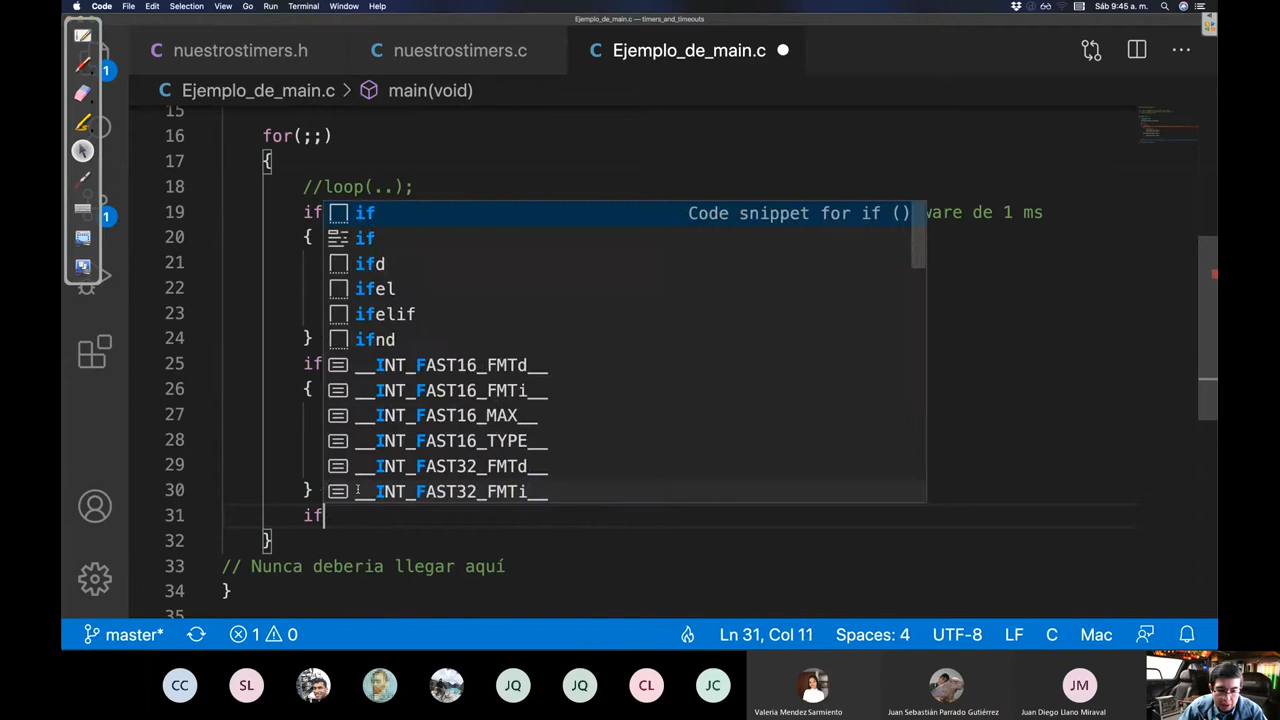 Code File Edit Selection View Go Run Terminal Window Help Sáb 9:45 a. m.
Ejemplo_de_main.c — timers_and_timeouts
C nuestrostimers.h C nuestrostimers.c C Ejemplo_de_main.c
C Ejemplo_de_main.c > main(void)
15
16 for(;;)
17 {
18 //loop(..);
19 if ware de 1 ms
20 {
21
22
23
24 }
25 if
26 {
27
28
29
30 }
31 if
32 }
33 // Nunca deberia llegar aquí
34 }
35
if Code snippet for if ()
if
ifd
ifel
ifelif
ifnd
__INT_FAST16_FMTd__
__INT_FAST16_FMTi__
__INT_FAST16_MAX__
__INT_FAST16_TYPE__
__INT_FAST32_FMTd__
__INT_FAST32_FMTi__
1
1
master* 1 0 Ln 31, Col 11 Spaces: 4 UTF-8 LF C Mac
CC SL JQ JQ CL JC JM
Valeria Mendez Sarmiento Juan Sebastián Parrado Gutiérrez Juan Diego Llano Miraval